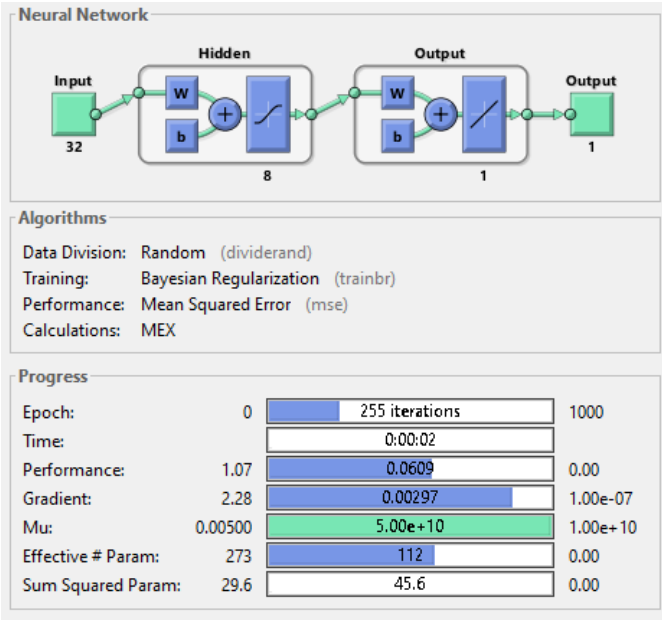 Neural Network
Hidden Output
Input Output
W W
+ +
b b
32 1
8 1
Algorithms
Data Division: Random (dividerand)
Training: Bayesian Regularization (trainbr)
Performance: Mean Squared Error (mse)
Calculations: MEX
Progress
Epoch: 0 255 iterations 1000
Time: 0:00:02
Performance: 1.07 0.0609 0.00
Gradient: 2.28 0.00297 1.00e-07
Mu: 0.00500 5.00e+10 1.00e+10
Effective # Param: 273 112 0.00
Sum Squared Param: 29.6 45.6 0.00